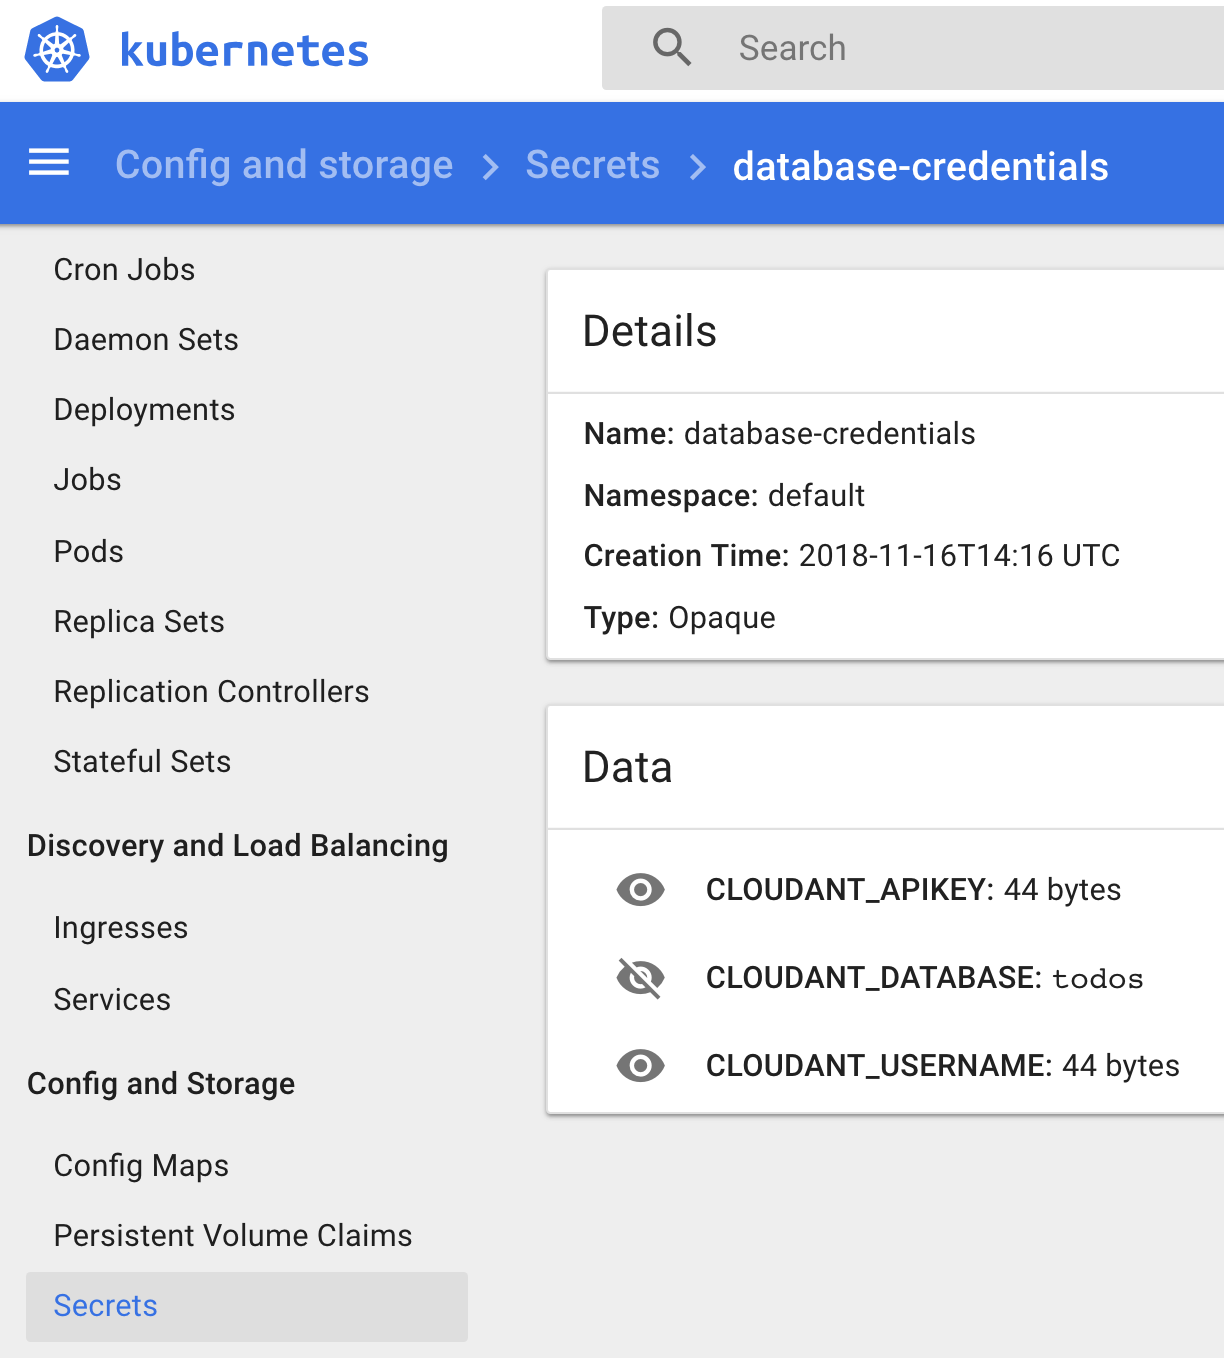 kubernetes
Search
Config and storage > Secrets > database-credentials
Cron Jobs
Daemon Sets
Deployments
Jobs
Pods
Replica Sets
Replication Controllers
Stateful Sets
Discovery and Load Balancing
Ingresses
Services
Config and Storage
Config Maps
Persistent Volume Claims
Secrets
Details
Name: database-credentials
Namespace: default
Creation Time: 2018-11-16T14:16 UTC
Type: Opaque
Data
CLOUDANT_APIKEY: 44 bytes
CLOUDANT_DATABASE: todos
CLOUDANT_USERNAME: 44 bytes